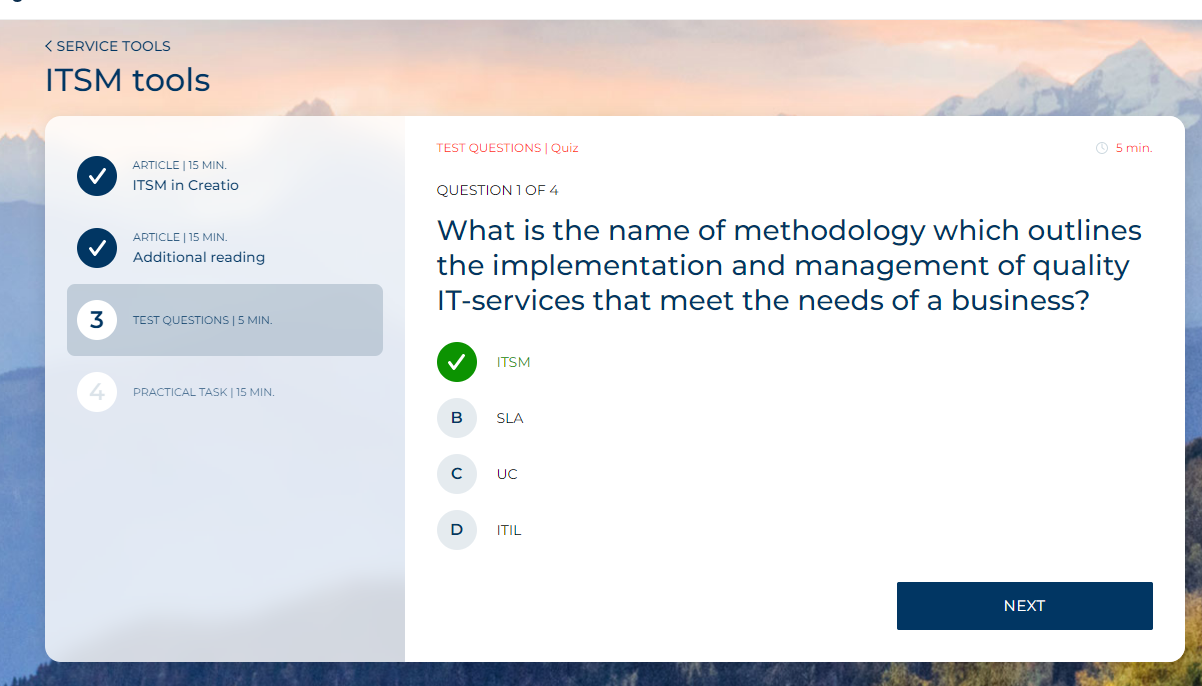 SERVICE TOOLS
ITSM tools
ARTICLE | 15 MIN.
ITSM in Creatio
ARTICLE | 15 MIN.
Additional reading
3
TEST QUESTIONS | 5 MIN.
4
PRACTICAL TASK | 15 MIN.
TEST QUESTIONS | Quiz
5 min.
QUESTION 1 OF 4
What is the name of methodology which outlines
the implementation and management of quality
IT-services that meet the needs of a business?
ITSM
B SLA
C UC
D ITIL
NEXT